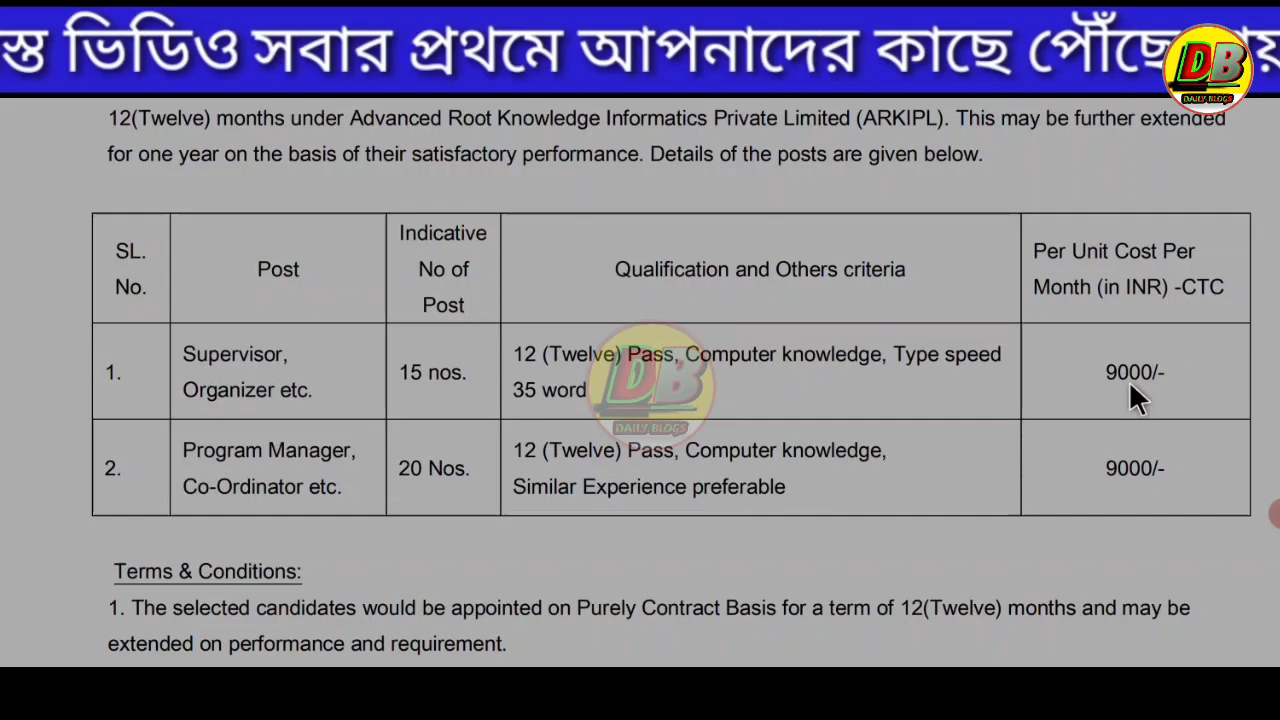 স্ত ভিডিও সবার প্রথমে আপনাদের কাছে পৌঁছে
DB
DAILY BLOGS
12(Twelve) months under Advanced Root Knowledge Informatics Private Limited (ARKIPL). This may be further extended
for one year on the basis of their satisfactory performance. Details of the posts are given below.
SL. No.
Post
Indicative No of Post
Qualification and Others criteria
Per Unit Cost Per Month (in INR) -CTC
1.
Supervisor,
Organizer etc.
15 nos.
12 (Twelve) Pass, Computer knowledge, Type speed
35 word
9000/-
2.
Program Manager,
Co-Ordinator etc.
20 Nos.
12 (Twelve) Pass, Computer knowledge,
Similar Experience preferable
9000/-
DB
DAILY BLOGS
Terms & Conditions:
1. The selected candidates would be appointed on Purely Contract Basis for a term of 12(Twelve) months and may be
extended on performance and requirement.